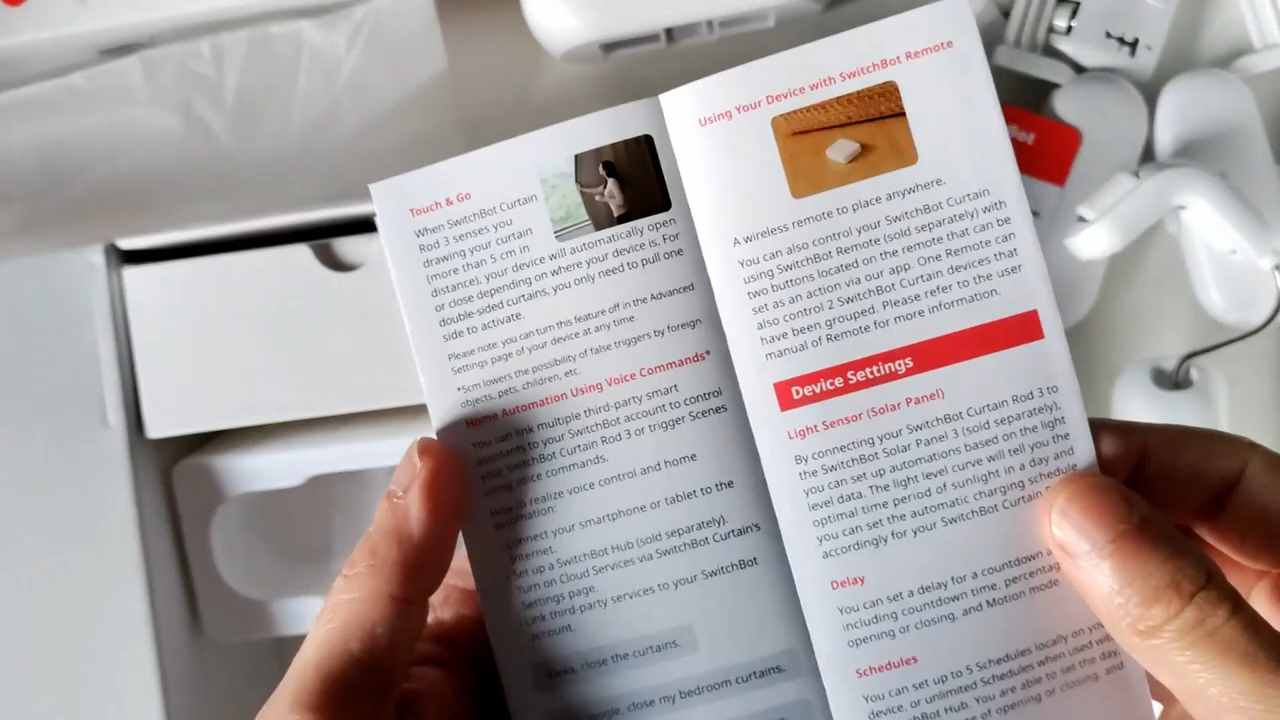 Touch & Go
When SwitchBot Curtain
Rod 3 senses you
drawing your curtain
(more than 5 cm in
distance), your device will automatically open
or close depending on where your device is. For
double-sided curtains, you only need to pull one
side to activate.
Please note: you can turn this feature off in the Advanced
Settings page of your device at any time.
*5cm lowers the possibility of false triggers by foreign
objects, pets, children, etc.
Home Automation Using Voice Commands*
You can link multiple third-party smart
assistants to your SwitchBot account to control
your SwitchBot Curtain Rod 3 or trigger Scenes
using voice commands.
How to realize voice control and home
automation:
Connect your smartphone or tablet to the
Internet.
Set up a SwitchBot Hub (sold separately).
Turn on Cloud Services via SwitchBot Curtain's
Settings page.
Link third-party services to your SwitchBot
account.
close the curtains.
close my bedroom curtains.
Using Your Device with SwitchBot Remote
A wireless remote to place anywhere.
You can also control your SwitchBot Curtain
using SwitchBot Remote (sold separately) with
two buttons located on the remote that can be
set as an action via our app. One Remote can
also control 2 SwitchBot Curtain devices that
have been grouped. Please refer to the user
manual of Remote for more information.
Device Settings
Light Sensor (Solar Panel)
By connecting your SwitchBot Curtain Rod 3 to
the SwitchBot Solar Panel 3 (sold separately),
you can set up automations based on the light
level data. The light level curve will tell you the
optimal time period of sunlight in a day and
you can set the automatic charging schedule
accordingly for your SwitchBot Curtain
Delay
You can set a delay for a countdown
including countdown time,
opening or closing, and Motion mode.
Schedules
You can set up to 5 Schedules locally on
device, or unlimited Schedules when used
Hub. You are able to set the day,
of opening or closing, and